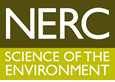 NERC
SCIENCE OF THE
ENVIRONMENT